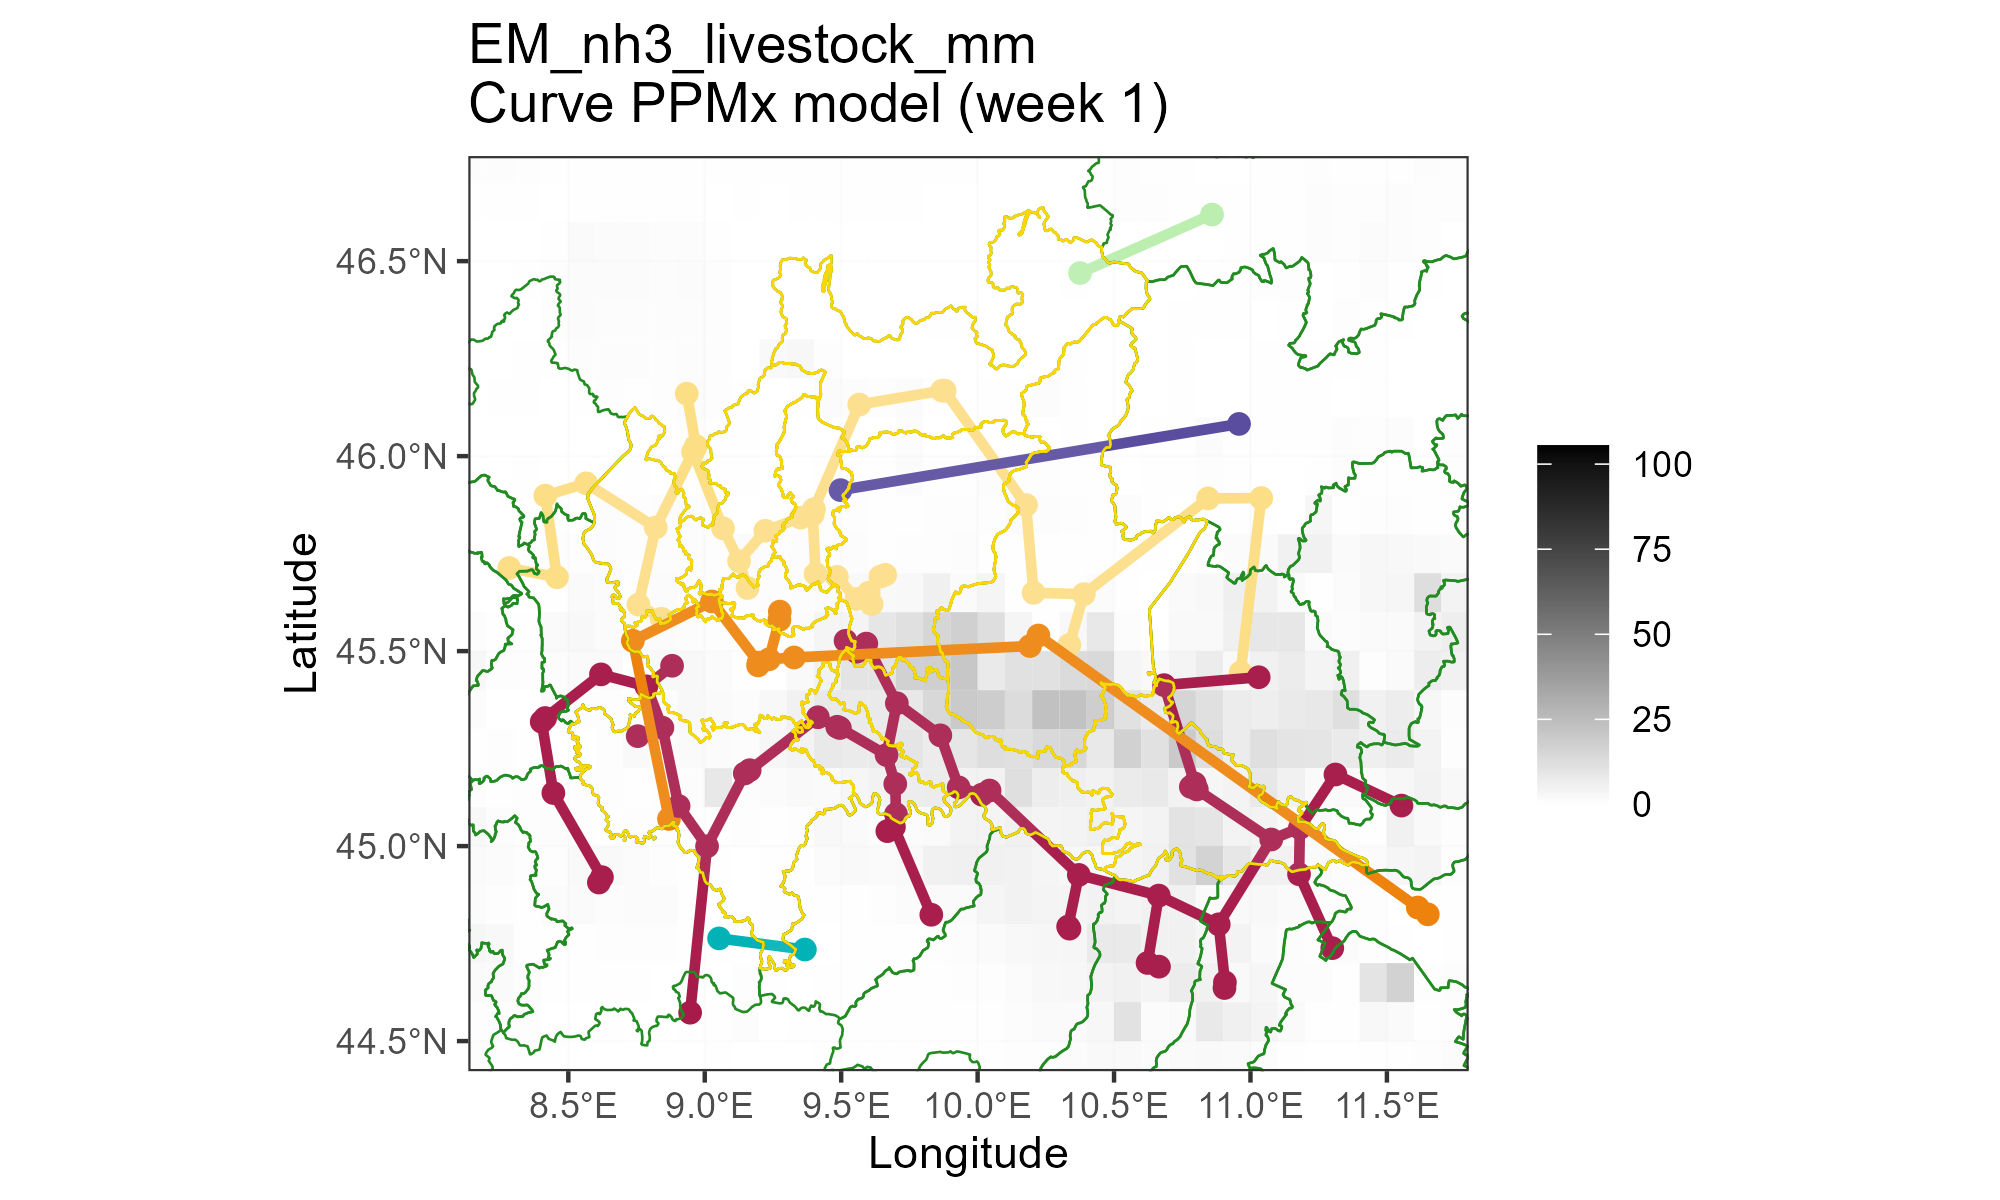 EM_nh3_livestock_mm
Curve PPMx model (week 1)
46.5°N
46.0°N
45.5°N
45.0°N
44.5°N
Latitude
8.5°E
9.0°E
9.5°E
10.0°E
10.5°E
11.0°E
11.5°E
Longitude
100
75
50
25
0